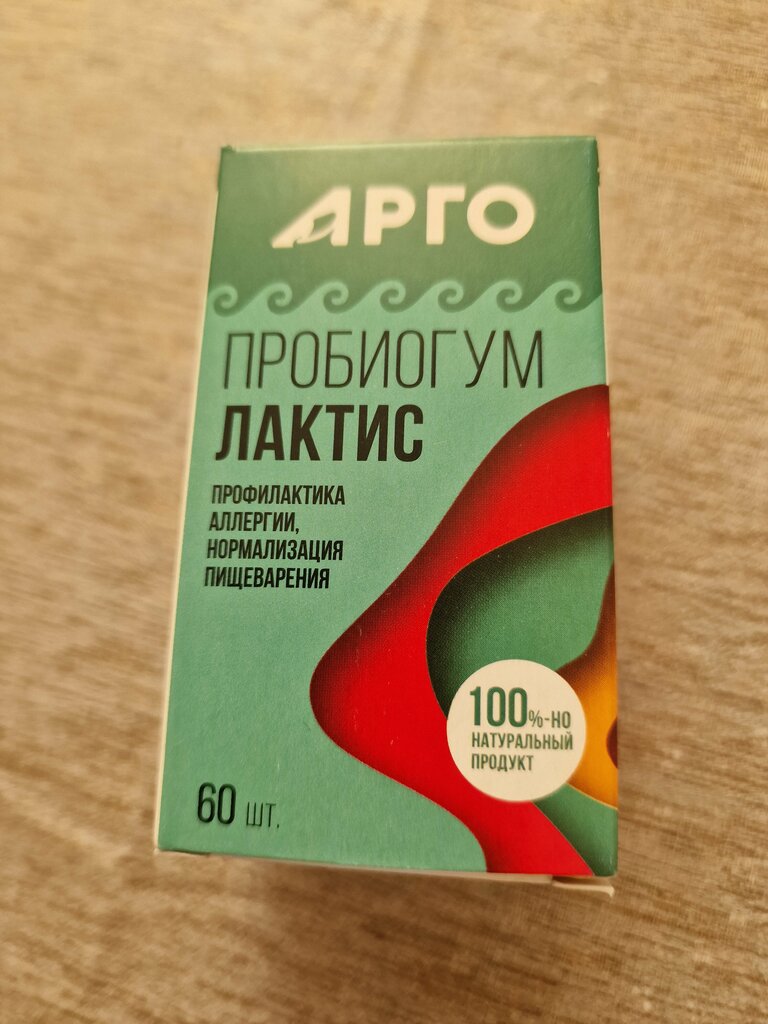 АРГО
ПРОБИОГУМ
ЛАКТИС
ПРОФИЛАКТИКА
АЛЛЕРГИИ,
НОРМАЛИЗАЦИЯ
ПИЩЕВАРЕНИЯ
100%-НО
НАТУРАЛЬНЫЙ
ПРОДУКТ
60 ШТ.